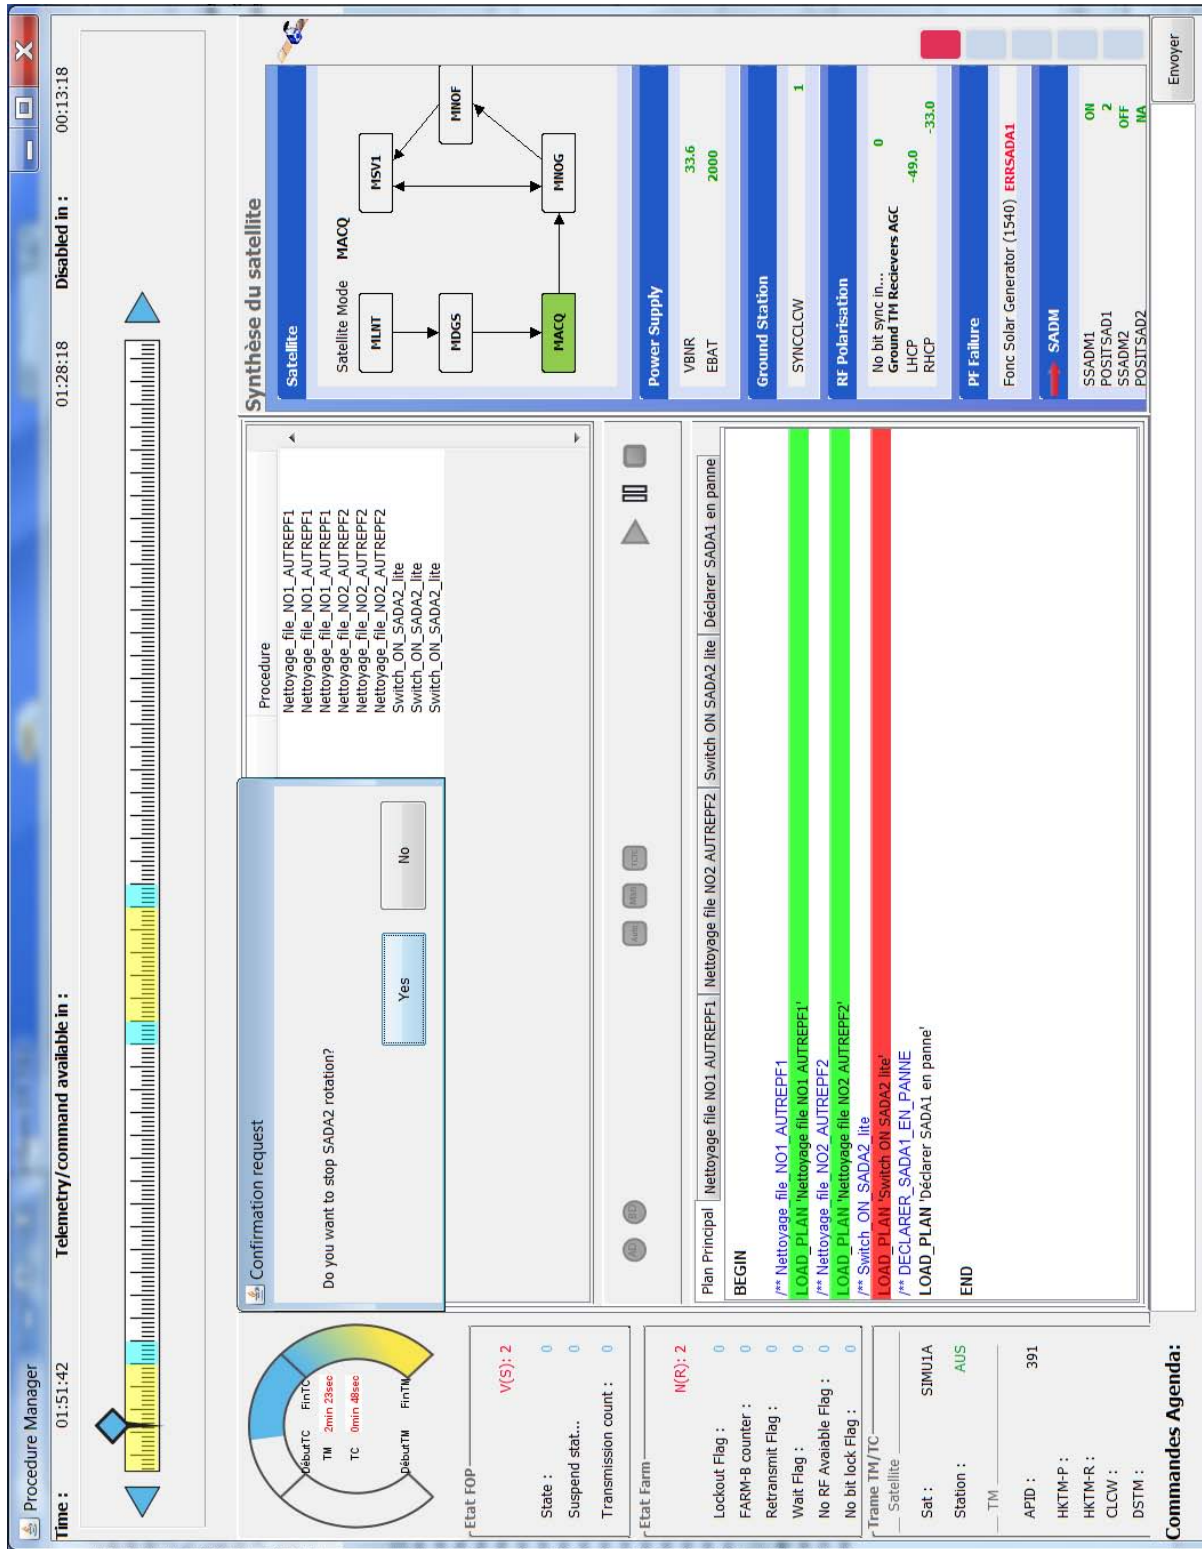 Procedure Manager
Time :
01:51:42
Telemetry/command available in :
01:28:18
Disabled in :
00:13:18
DébutTC
FinTC
TM
2min 23sec
TC
0min 48sec
DébutTM
FinTM
Etat FOP
V(S): 2
State :
0
Suspend stat...
0
Transmission count :
0
Etat Farm
N(R): 2
Lockout Flag :
0
FARM-B counter :
0
Retransmit Flag :
0
Wait Flag :
0
No RF Avaiable Flag :
0
No bit lock Flag :
0
Trame TM/TC
Satellite
Sat :
SIMU1A
Station :
AUS
TM
APID :
391
HKTM-P :
HKTM-R :
CLCW :
DSTM :
Confirmation request
Do you want to stop SADA2 rotation?
Yes
No
Procedure
Nettoyage_file_NO1_AUTREPF1
Nettoyage_file_NO1_AUTREPF1
Nettoyage_file_NO1_AUTREPF1
Nettoyage_file_NO2_AUTREPF2
Nettoyage_file_NO2_AUTREPF2
Nettoyage_file_NO2_AUTREPF2
Switch_ON_SADA2_lite
Switch_ON_SADA2_lite
Switch_ON_SADA2_lite
AD
BD
Plan Principal
Nettoyage file NO1 AUTREPF1
Nettoyage file NO2 AUTREPF2
Switch ON SADA2 lite
Déclarer SADA1 en panne
BEGIN
/** Nettoyage_file_NO1_AUTREPF1
LOAD_PLAN 'Nettoyage file NO1 AUTREPF1'
/** Nettoyage_file_NO2_AUTREPF2
LOAD_PLAN 'Nettoyage file NO2 AUTREPF2'
/** Switch_ON_SADA2_lite
LOAD_PLAN 'Switch ON SADA2 lite'
/** DECLARER_SADA1_EN_PANNE
LOAD_PLAN 'Déclarer SADA1 en panne'
END
Synthèse du satellite
Satellite
Satellite Mode
MACQ
MLNT
MSV1
MDGS
MNOF
MACQ
MNOG
Power Supply
VBNR
33.6
EBAT
2000
Ground Station
SYNCCLCW
1
RF Polarisation
No bit sync in...
0
Ground TM Recievers AGC
LHCP
-49.0
RHCP
-33.0
PF Failure
Fonc Solar Generator (1540)
ERRSADA1
SADM
SSADM1
ON
POSITSAD1
2
SSADM2
OFF
POSITSAD2
NA
Commandes Agenda:
Envoyer